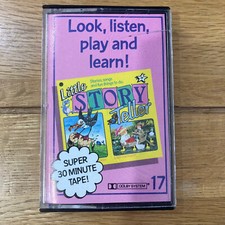 Look, listen,
play and
learn!
Little
STORY
Teller
SUPER
30 MINUTE
TAPE!
DOLBY SYSTEM
17